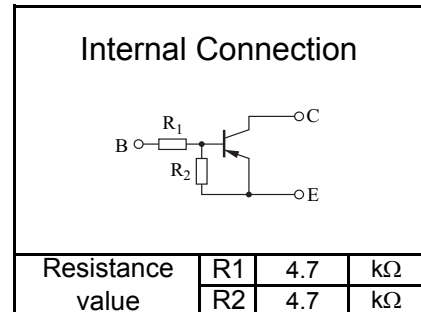 Internal Connection
C
R1
B
R2
E
Resistance value R1 4.7 kΩ
R2 4.7 kΩ